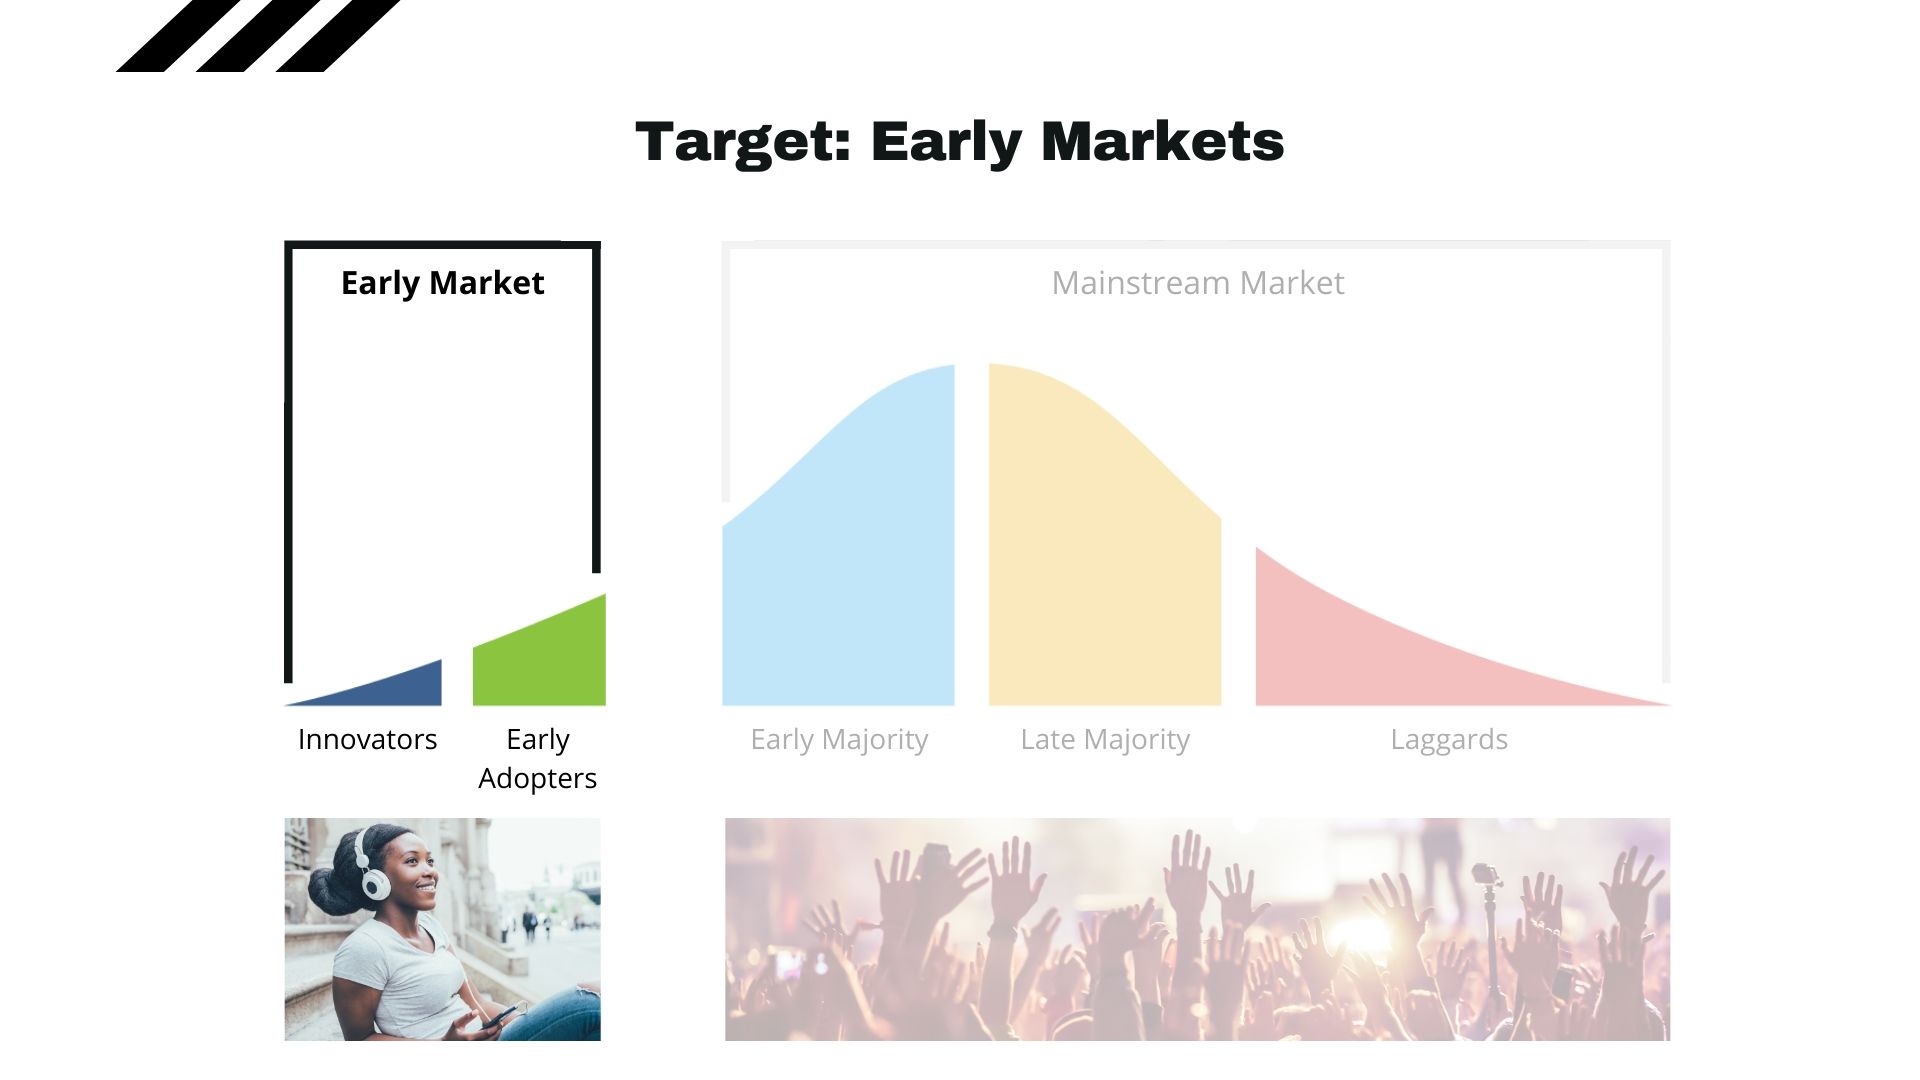 Target: Early Markets
Early Market
Mainstream Market
Innovators
Early
Adopters
Early Majority
Late Majority
Laggards